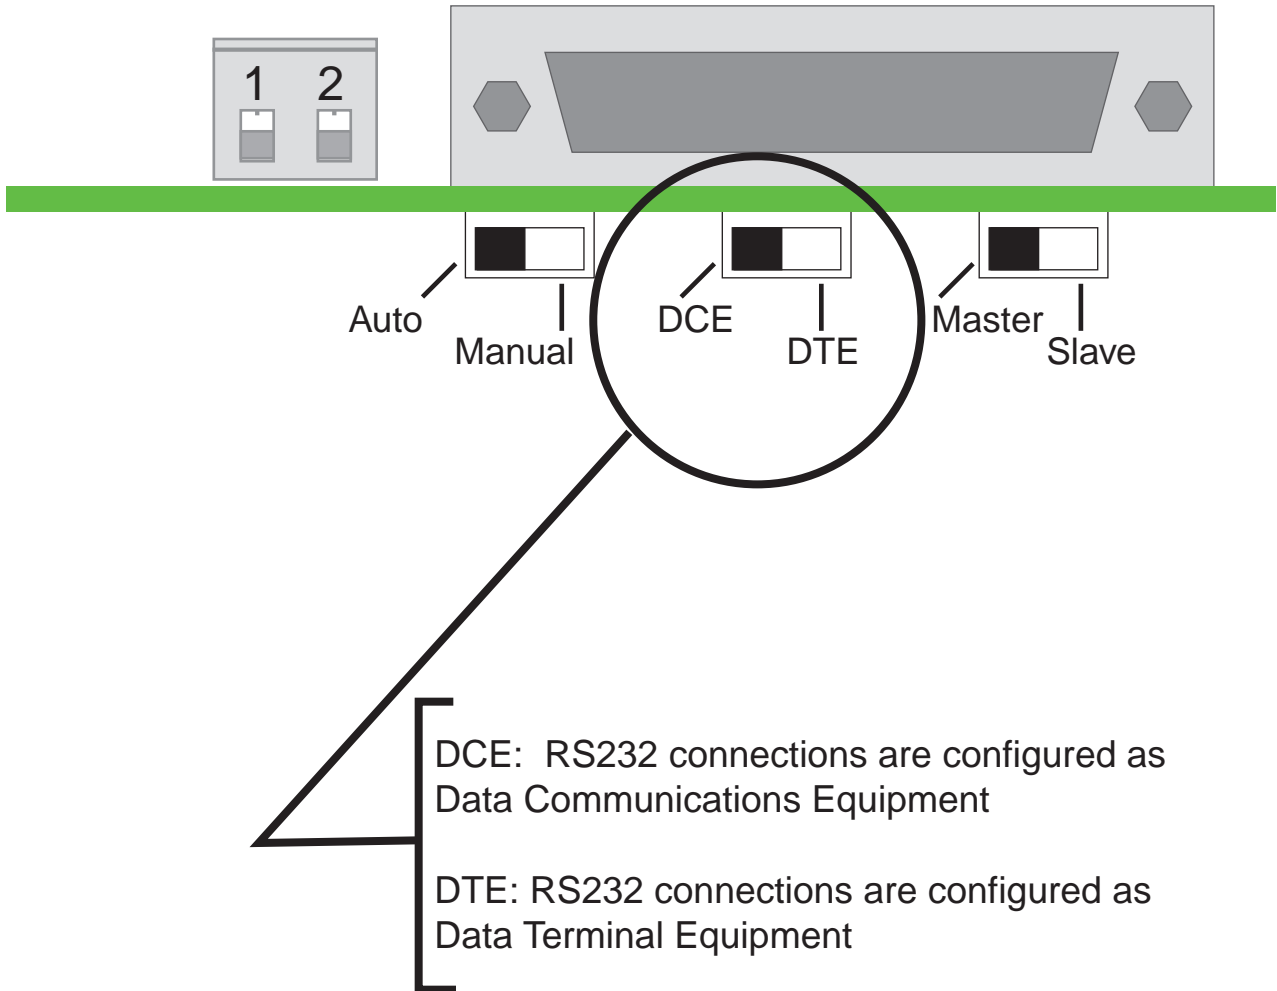 1 2
Auto
Manual
DCE
DTE
Master
Slave
DCE:  RS232 connections are configured as
Data Communications Equipment
DTE: RS232 connections are configured as
Data Terminal Equipment